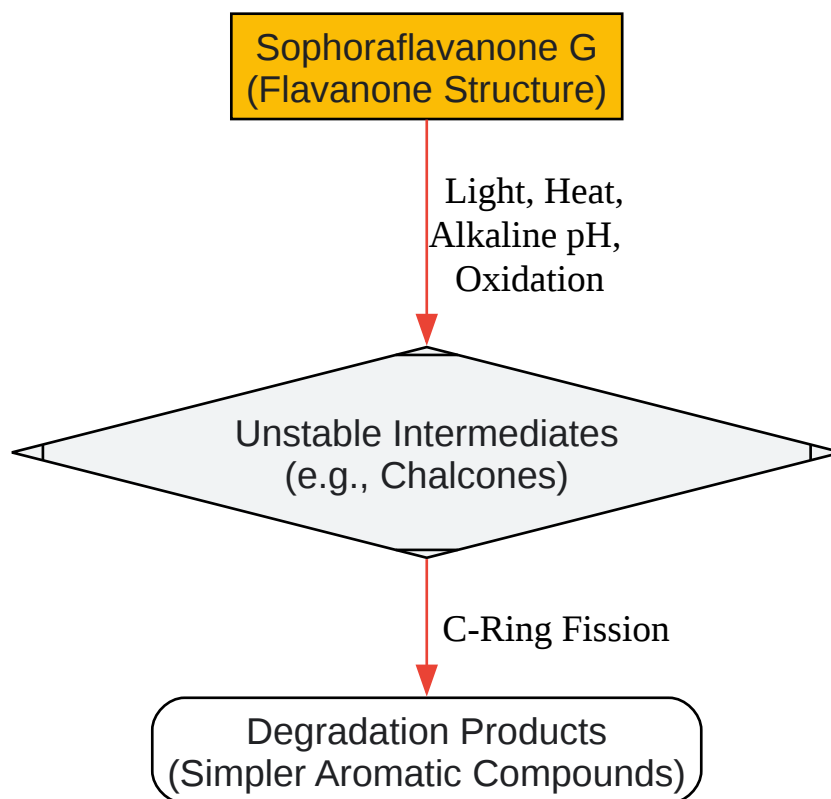 Sophoraflavanone G
(Flavanone Structure)
Light, Heat,
Alkaline pH,
Oxidation
Unstable Intermediates
(e.g., Chalcones)
C-Ring Fission
Degradation Products
(Simpler Aromatic Compounds)